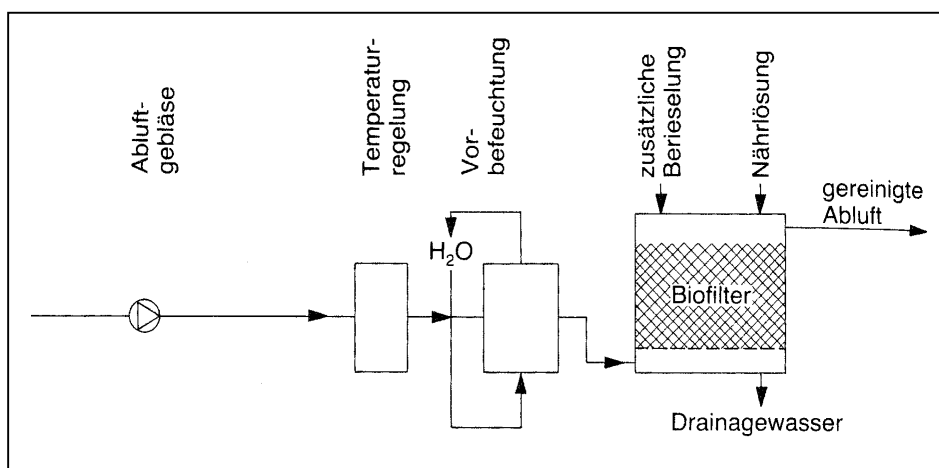 Abluft-
gebläse
Temperatur-
regelung
Vor-
befeuchtung
zusätzliche
Berieselung
Nährlösung
gereinigte
Abluft
H₂O
Biofilter
Drainagewasser